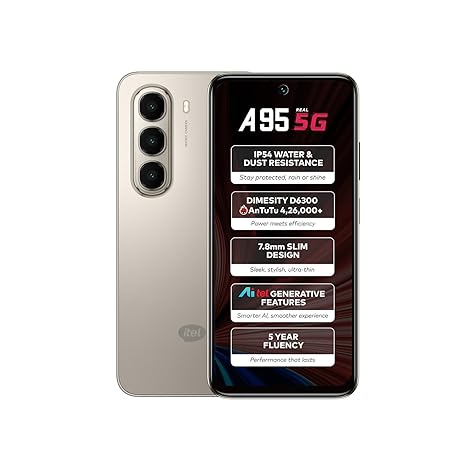 A95 REAL 5G
IP54 WATER &
DUST RESISTANCE
Stay protected, rain or shine
DIMESITY D6300
AnTuTu 4,26,000+
Power meets efficiency
7.8mm SLIM
DESIGN
Sleek, stylish, ultra-thin
Ai itel GENERATIVE
FEATURES
Smarter AI, smoother experience
5 YEAR
FLUENCY
Performance that lasts
itel